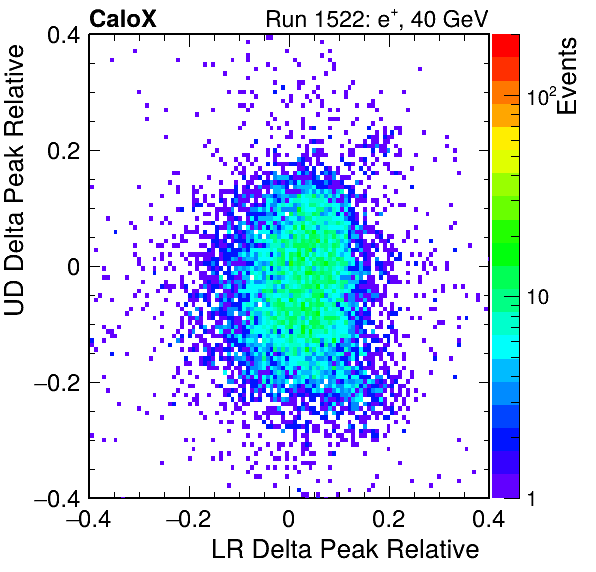 CaloX Run 1522: e⁺, 40 GeV
UD Delta Peak Relative
0.4
0.2
0
−0.2
−0.4
−0.4 −0.2 0 0.2 0.4
LR Delta Peak Relative
Events
10²
10
1